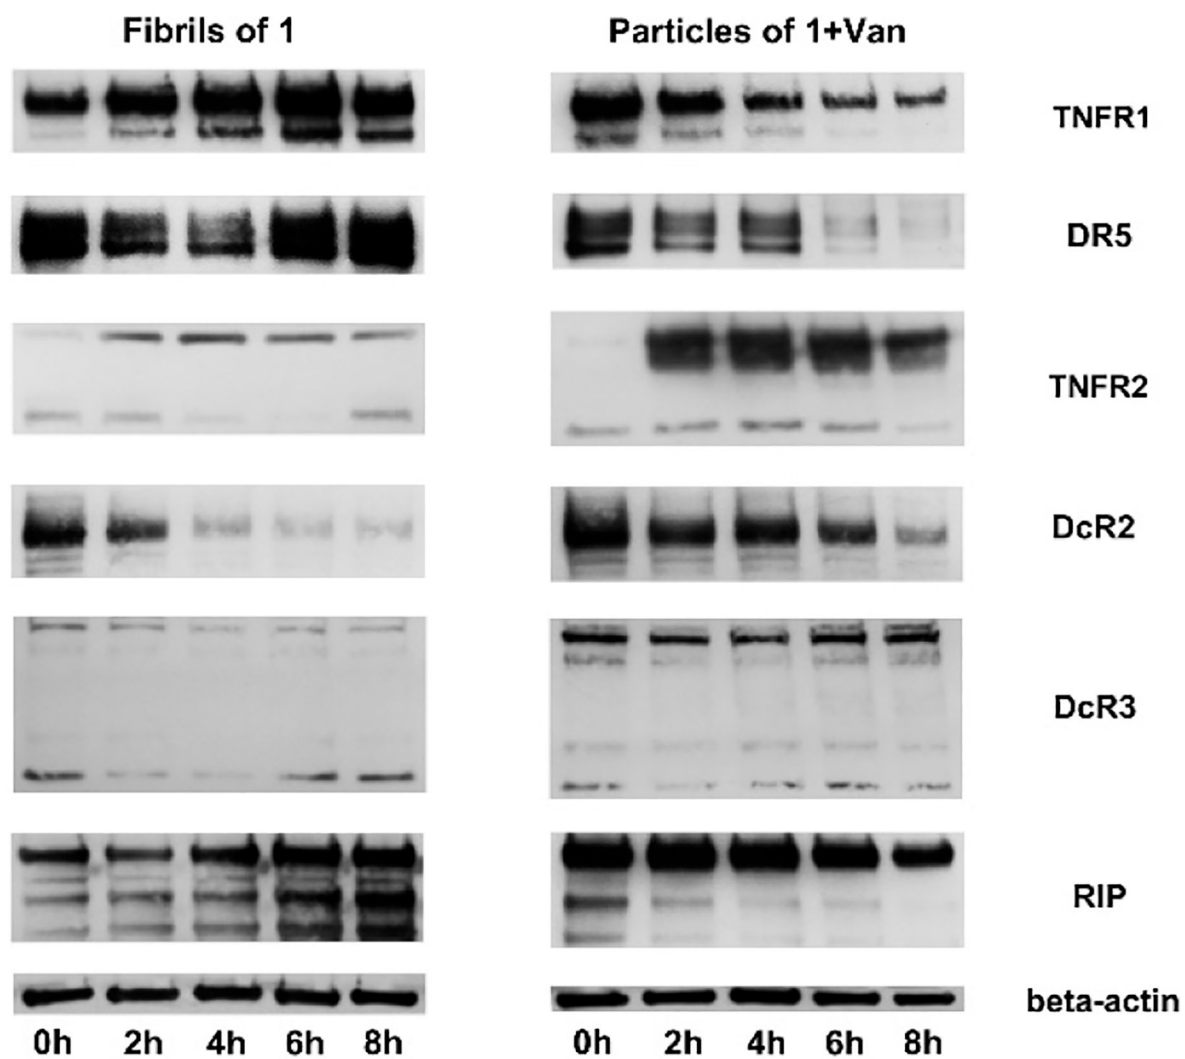 Fibrils of 1
Particles of 1+Van
TNFR1
DR5
TNFR2
DcR2
DcR3
RIP
beta-actin
0h 2h 4h 6h 8h
0h 2h 4h 6h 8h